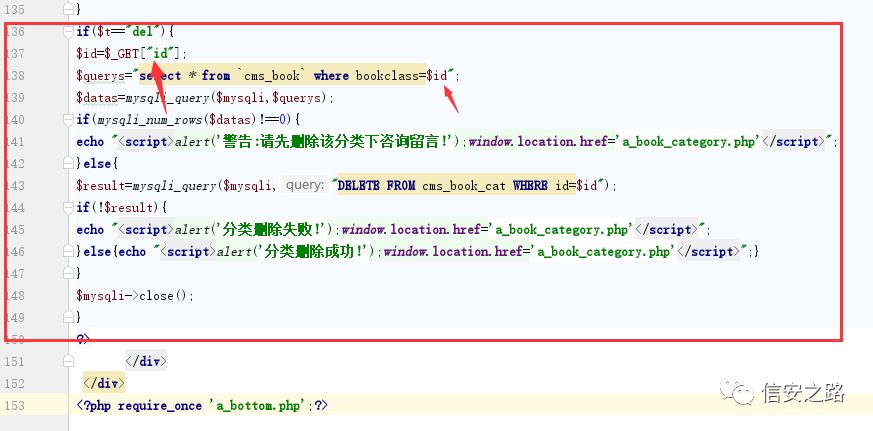 135 }
136 if($t=="del"){
137 $id=$_GET["id"];
138 $querys="select * from `cms_book` where bookclass=$id";
139 $datas=mysqli_query($mysqli,$querys);
140 if(mysqli_num_rows($datas)!==0){
141 echo "<script>alert('警告:请先删除该分类下咨询留言!');window.location.href='a_book_category.php'</script>";
142 }else{
143 $result=mysqli_query($mysqli, query: "DELETE FROM cms_book_cat WHERE id=$id");
144 if(!$result){
145 echo "<script>alert('分类删除失败!');window.location.href='a_book_category.php'</script>";
146 }else{echo "<script>alert('分类删除成功!');window.location.href='a_book_category.php'</script>";}
147 }
148 $mysqli->close();
149 }
150 ?>
151 </div>
152 </div>
信安之路
153 <?php require_once 'a_bottom.php';?>